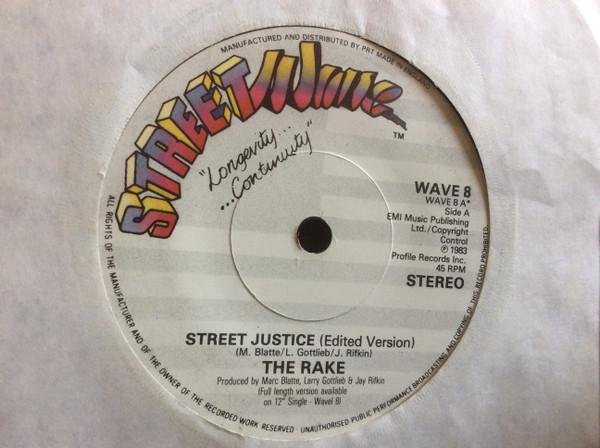 MANUFACTURED AND DISTRIBUTED BY PRT MADE IN ENGLAND
STREET Wave
TM
"Longevity...
...Continuity"
WAVE 8
WAVE 8 A*
Side A
EMI Music Publishing
Ltd./Copyright
Control
℗ 1983
Profile Records Inc.
45 RPM
STEREO
STREET JUSTICE (Edited Version)
(M. Blatte/L. Gottlieb/J. Rifkin)
THE RAKE
Produced by Marc Blatte, Larry Gottlieb & Jay Rifkin
(Full length version available
on 12" Single · Wavel 8)
ALL RIGHTS OF THE MANUFACTURER AND OF THE OWNER OF THE RECORDED WORK RESERVED · UNAUTHORISED PUBLIC PERFORMANCE BROADCASTING AND COPYING OF THIS RECORD PROHIBITED